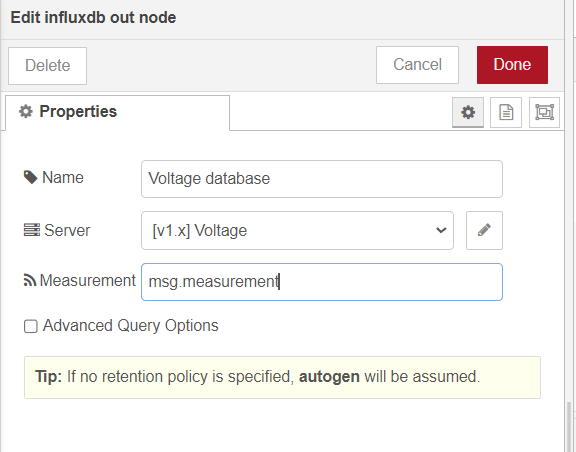 Edit influxdb out node
Delete
Cancel
Done
Properties
Name
Voltage database
Server
[v1.x] Voltage
Measurement
msg.measurement
Advanced Query Options
Tip: If no retention policy is specified, autogen will be assumed.